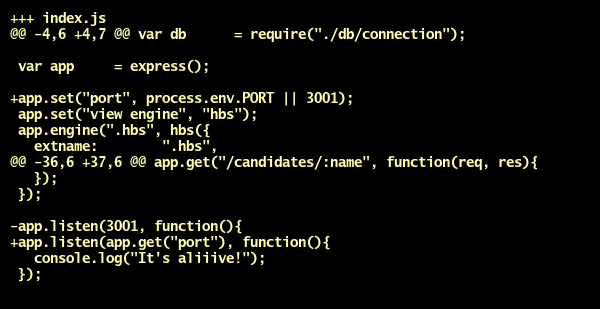 +++ index.js
@@ -4,6 +4,7 @@ var db      = require("./db/connection");
 var app     = express();
+app.set("port", process.env.PORT || 3001);
 app.set("view engine", "hbs");
 app.engine(".hbs", hbs({
   extname:        ".hbs",
@@ -36,6 +37,6 @@ app.get("/candidates/:name", function(req, res){
   });
 });
-app.listen(3001, function(){
+app.listen(app.get("port"), function(){
   console.log("It's aliiive!");
 });